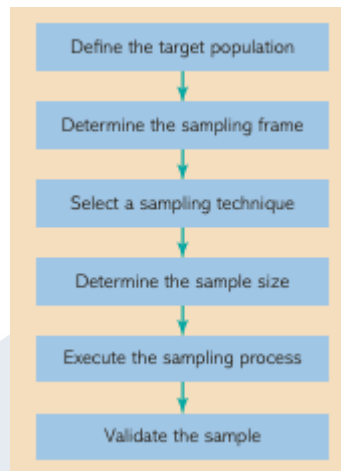 Define the target population
Determine the sampling frame
Select a sampling technique
Determine the sample size
Execute the sampling process
Validate the sample